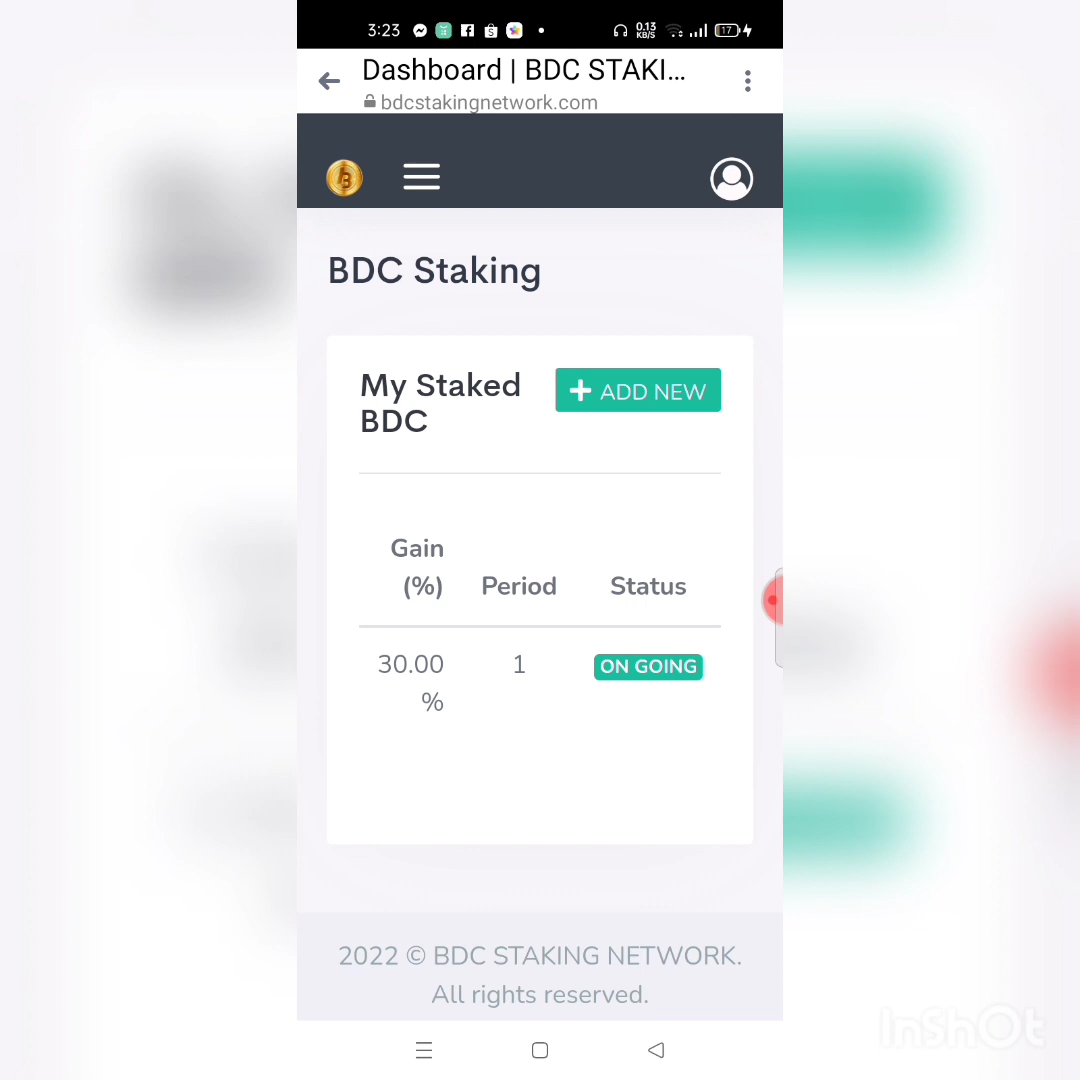 3:23 0.13 KB/S 17
Dashboard | BDC STAKI...
bdcstakingnetwork.com
BDC Staking
My Staked
BDC
+ ADD NEW
Gain
(%) Period Status
30.00 1 ON GOING
%
2022 © BDC STAKING NETWORK.
All rights reserved.
InShOt